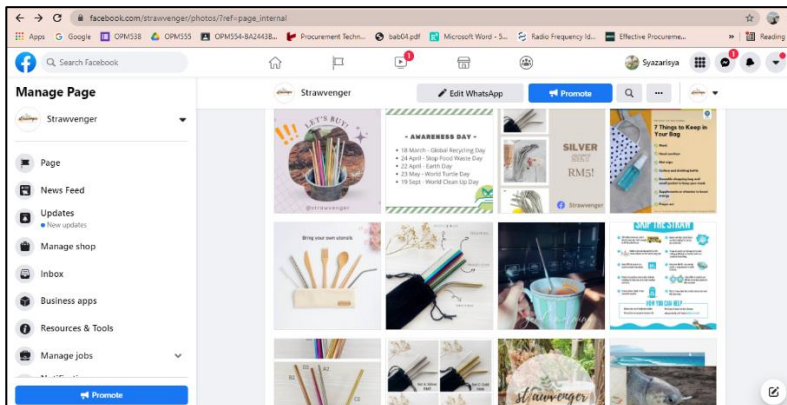 facebook.com/strawvenger/photos/?ref=page_internal
Apps Google OPM538 OPM555 OPM554-BA2443B... Procurement Techn... bab04.pdf Microsoft Word - S... Radio Frequency Id... Effective Procureme... » Reading
Search Facebook
1
Syazarisya
1
Manage Page
Strawvenger
Page
News Feed
Updates
New updates
Manage shop
Inbox
Business apps
Resources & Tools
Manage jobs
Promote
Strawvenger
Edit WhatsApp
Promote
LET'S BUY!
@strawvenger
- AWARENESS DAY -
18 March - Global Recycling Day
24 April - Stop Food Waste Day
22 April - Earth Day
23 May - World Turtle Day
19 Sept - World Clean Up Day
SILVER
RM5!
Strawvenger
7 Things to Keep in
Your Bag
Bring your own utensils
SKIP THE STRAW
HOW YOU CAN HELP
strawvenger